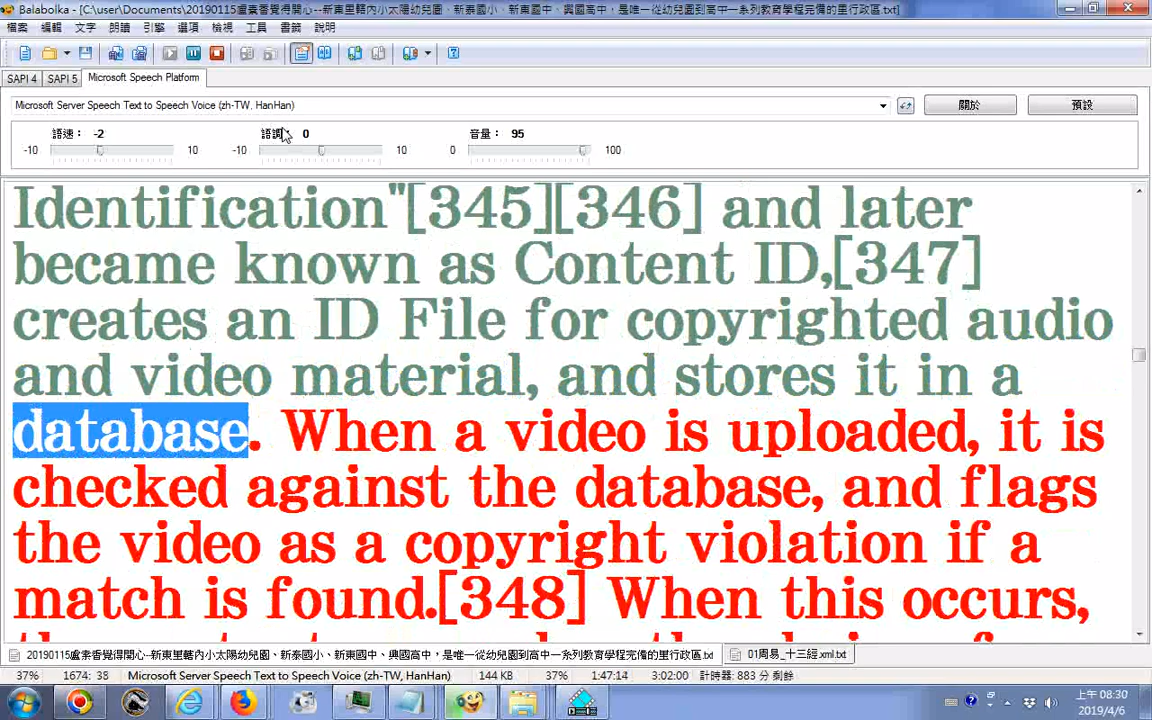 Balabolka - [C:\user\Documents\20190115盧素香覺得開心--新東里轄內小太陽幼兒園、新泰國小、新東國中、興國高中，是唯一從幼兒園到高中一系列教育學程完備的里行政區.txt]
檔案 編輯 文字 朗讀 引擎 選項 檢視 工具 書籤 說明
SAPI 4 SAPI 5 Microsoft Speech Platform
Microsoft Server Speech Text to Speech Voice (zh-TW, HanHan) 關於 預設
語速： -2 語調： 0 音量： 95
-10 10 -10 10 0 100
Identification"[345][346] and later
became known as Content ID,[347]
creates an ID File for copyrighted audio
and video material, and stores it in a
database. When a video is uploaded, it is
checked against the database, and flags
the video as a copyright violation if a
match is found.[348] When this occurs,
20190115盧素香覺得開心--新東里轄內小太陽幼兒園、新泰國小、新東國中、興國高中，是唯一從幼兒園到高中一系列教育學程完備的里行政區.txt 01周易_十三經.xml.txt
37% 1674: 38 Microsoft Server Speech Text to Speech Voice (zh-TW, HanHan) 144 KB 37% 1:47:14 3:02:00 計時器: 883 分 剩餘
上午 08:30
2019/4/6